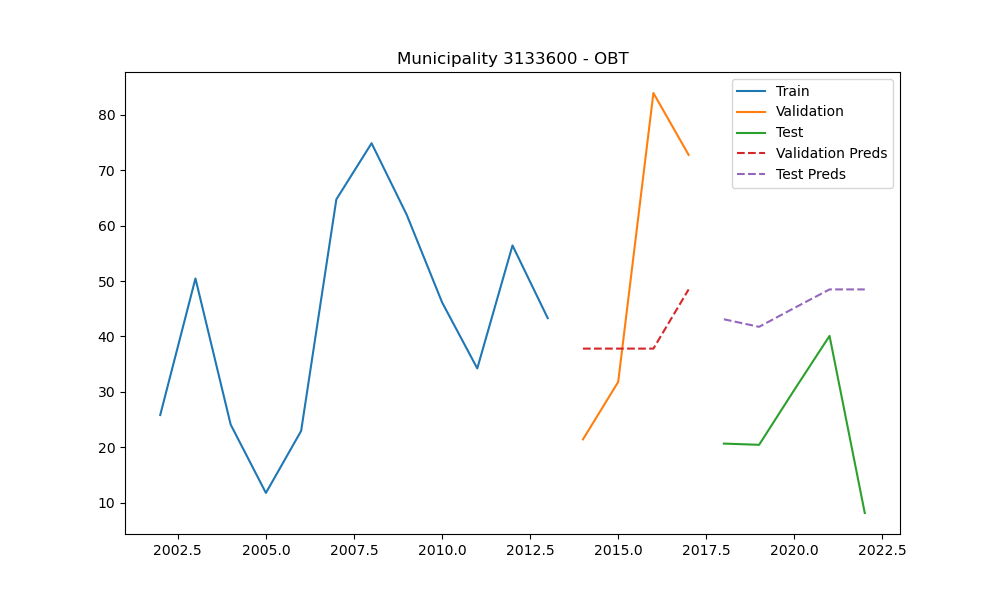 Municipality 3133600 - OBT
Train
Validation
Test
Validation Preds
Test Preds
80
70
60
50
40
30
20
10
2002.5 2005.0 2007.5 2010.0 2012.5 2015.0 2017.5 2020.0 2022.5